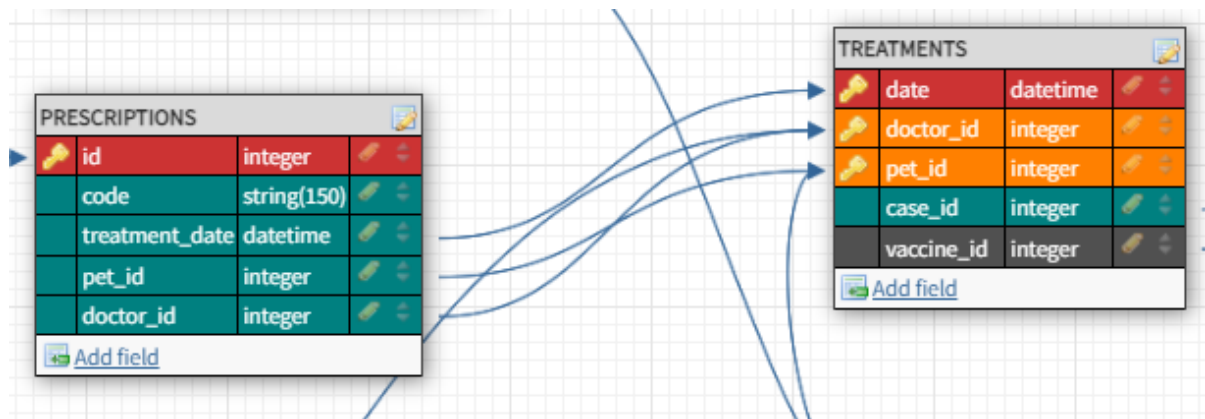 PRESCRIPTIONS
id integer
code string(150)
treatment_date datetime
pet_id integer
doctor_id integer
Add field
TREATMENTS
date datetime
doctor_id integer
pet_id integer
case_id integer
vaccine_id integer
Add field